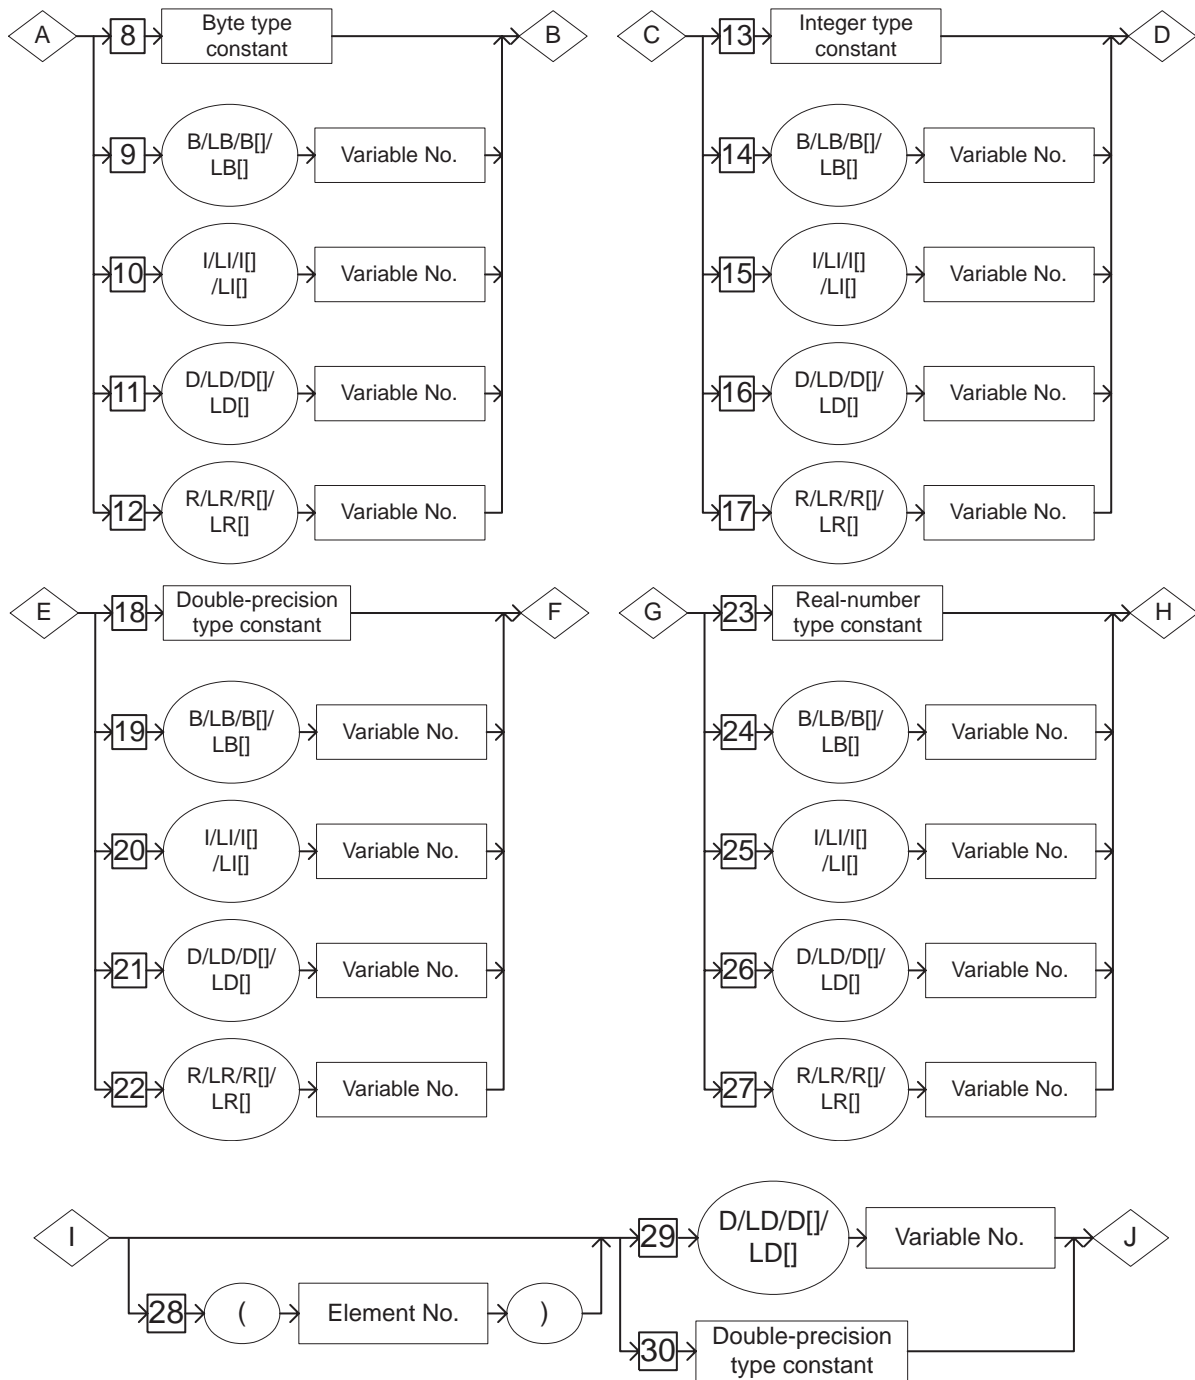 A
8
Byte type
constant
B
9
B/LB/B[]/
LB[]
Variable No.
10
I/LI/I[]
/LI[]
Variable No.
11
D/LD/D[]/
LD[]
Variable No.
12
R/LR/R[]/
LR[]
Variable No.
C
13
Integer type
constant
D
14
B/LB/B[]/
LB[]
Variable No.
15
I/LI/I[]
/LI[]
Variable No.
16
D/LD/D[]/
LD[]
Variable No.
17
R/LR/R[]/
LR[]
Variable No.
E
18
Double-precision
type constant
F
19
B/LB/B[]/
LB[]
Variable No.
20
I/LI/I[]
/LI[]
Variable No.
21
D/LD/D[]/
LD[]
Variable No.
22
R/LR/R[]/
LR[]
Variable No.
G
23
Real-number
type constant
H
24
B/LB/B[]/
LB[]
Variable No.
25
I/LI/I[]
/LI[]
Variable No.
26
D/LD/D[]/
LD[]
Variable No.
27
R/LR/R[]/
LR[]
Variable No.
I
28
(
Element No.
)
29
D/LD/D[]/
LD[]
Variable No.
J
30
Double-precision
type constant